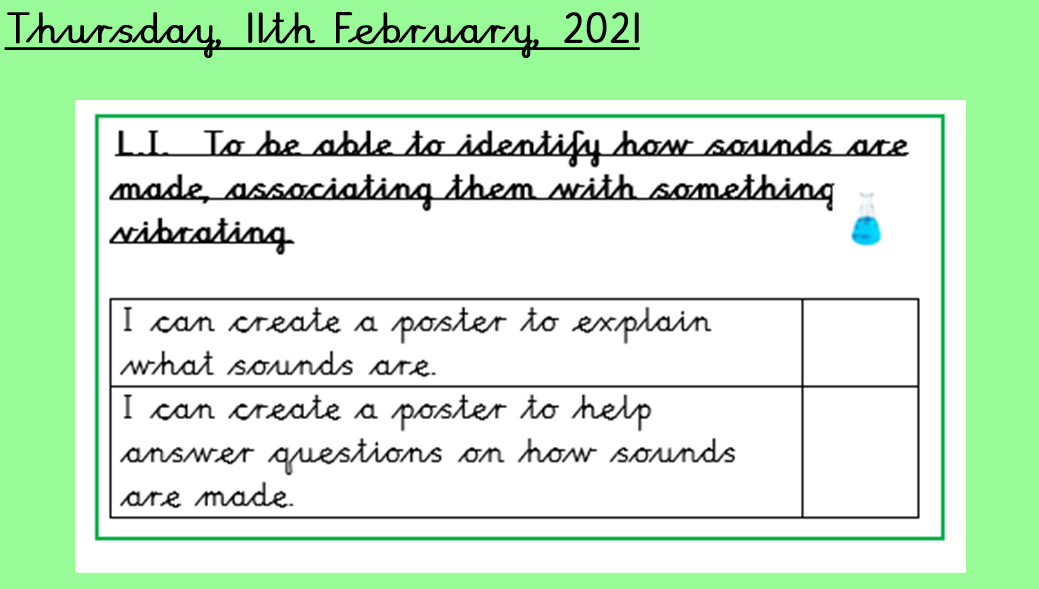 Thursday, 11th February, 2021
L.I. To be able to identify how sounds are
made, associating them with something
vibrating.
I can create a poster to explain
what sounds are.
I can create a poster to help
answer questions on how sounds
are made.